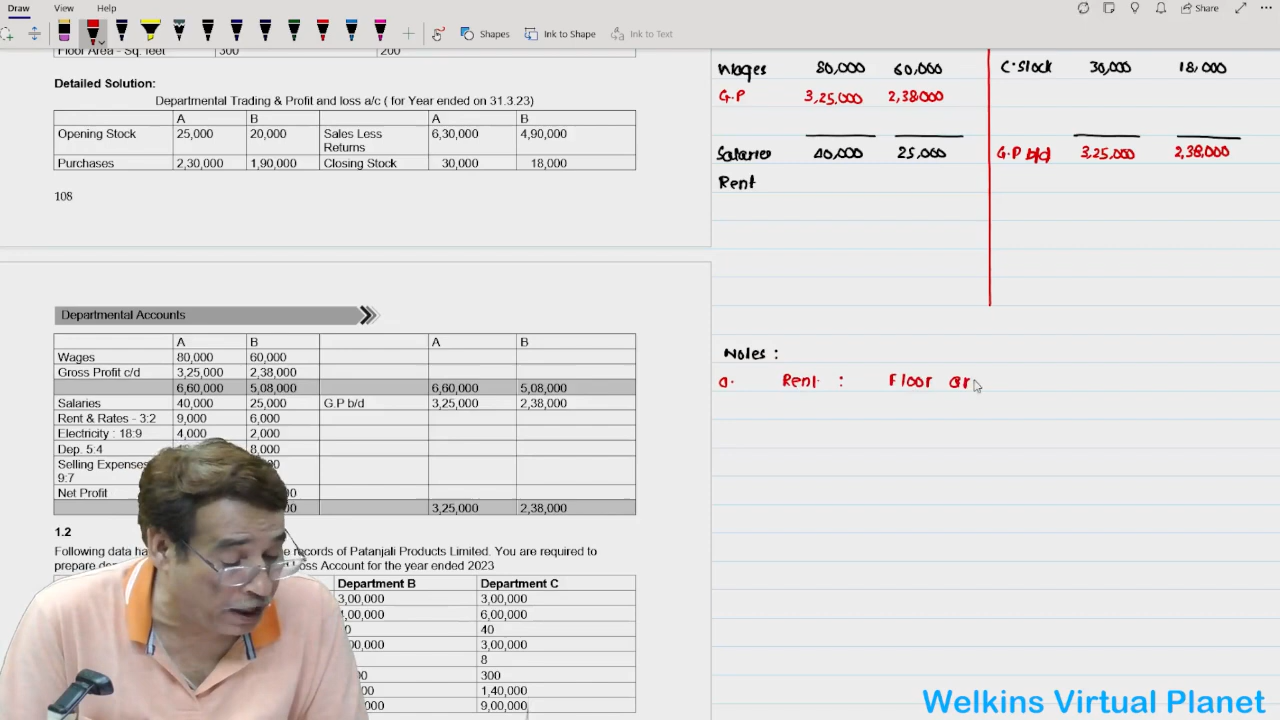 Draw View Help
Share
Shapes Ink to Shape Ink to Text
Floor Area - Sq. feet 300 200
Detailed Solution:
Departmental Trading & Profit and loss a/c ( for Year ended on 31.3.23)
A B A B
Opening Stock 25,000 20,000 Sales Less Returns 6,30,000 4,90,000
Purchases 2,30,000 1,90,000 Closing Stock 30,000 18,000
108
Departmental Accounts
A B A B
Wages 80,000 60,000
Gross Profit c/d 3,25,000 2,38,000
6,60,000 5,08,000 6,60,000 5,08,000
Salaries 40,000 25,000 G.P b/d 3,25,000 2,38,000
Rent & Rates - 3:2 9,000 6,000
Electricity : 18:9 4,000 2,000
Dep. 5:4 8,000
Selling Expenses
9:7
Net Profit
3,25,000 2,38,000
1.2
Following data records of Patanjali Products Limited. You are required to
prepare Account for the year ended 2023
Department B Department C
3,00,000 3,00,000
,00,000 6,00,000
40
00,000 3,00,000
8
300
1,40,000
9,00,000
Wages 80,000 60,000 C.Stock 30,000 18,000
G.P 3,25,000 2,38,000
Salaries 40,000 25,000 G.P b/d 3,25,000 2,38,000
Rent
Notes :
a. Rent : Floor ar
Welkins Virtual Planet